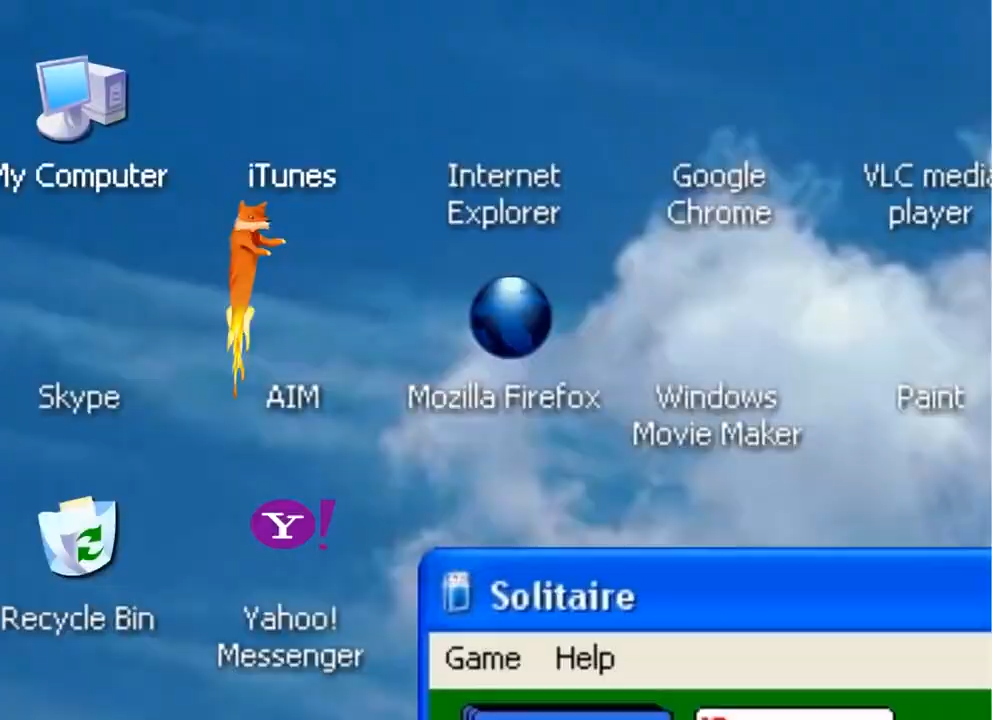 My Computer
iTunes
Internet
Explorer
Google
Chrome
VLC media
player
Skype
AIM
Mozilla Firefox
Windows
Movie Maker
Paint
Y!
Recycle Bin
Yahoo!
Messenger
Solitaire
Game Help